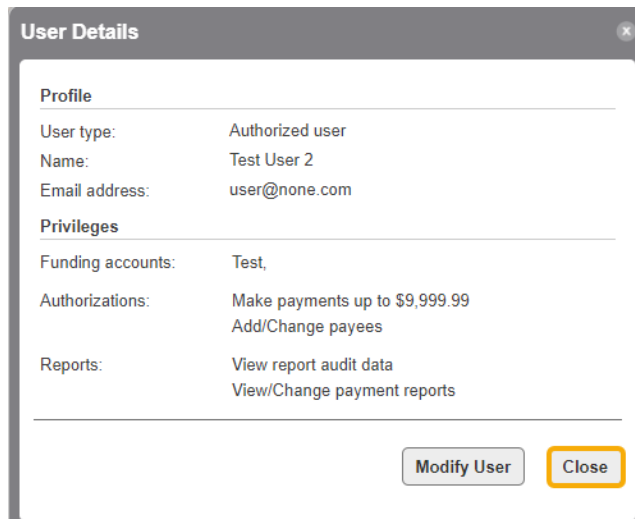 User Details
x
Profile
User type: Authorized user
Name: Test User 2
Email address: user@none.com
Privileges
Funding accounts: Test,
Authorizations: Make payments up to $9,999.99
Add/Change payees
Reports: View report audit data
View/Change payment reports
Modify User Close